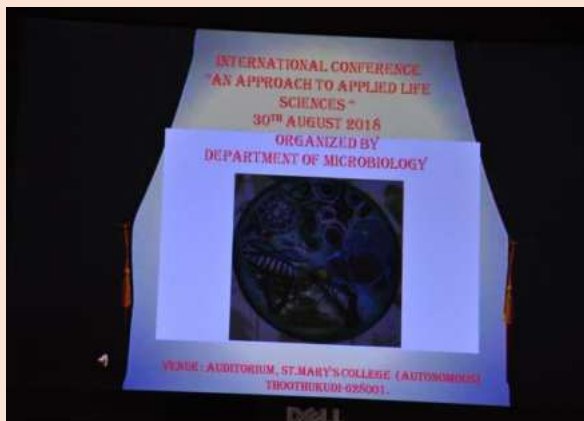 INTERNATIONAL CONFERENCE
"AN APPROACH TO APPLIED LIFE
SCIENCES "
30TH AUGUST 2018
ORGANIZED BY
DEPARTMENT OF MICROBIOLOGY
VENUE : AUDITORIUM, ST.MARY'S COLLEGE (AUTONOMOUS)
THOOTHUKUDI-628001.
DELL